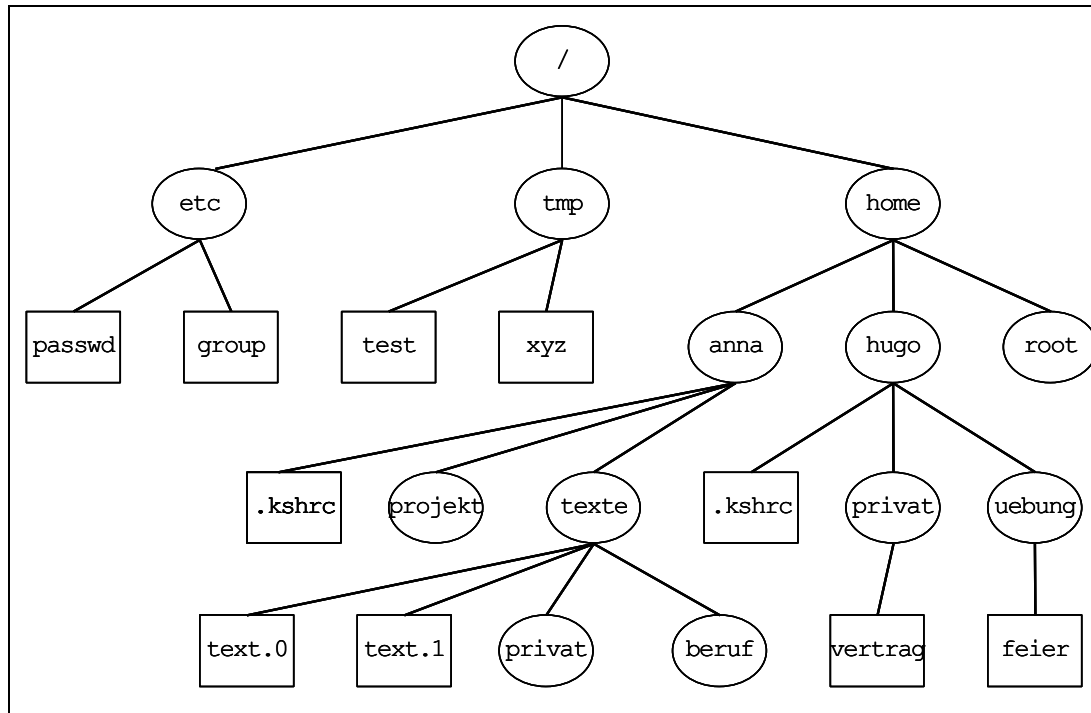 /
etc
tmp
home
passwd
group
test
xyz
anna
hugo
root
.kshrc
projekt
texte
.kshrc
privat
uebung
text.0
text.1
privat
beruf
vertrag
feier